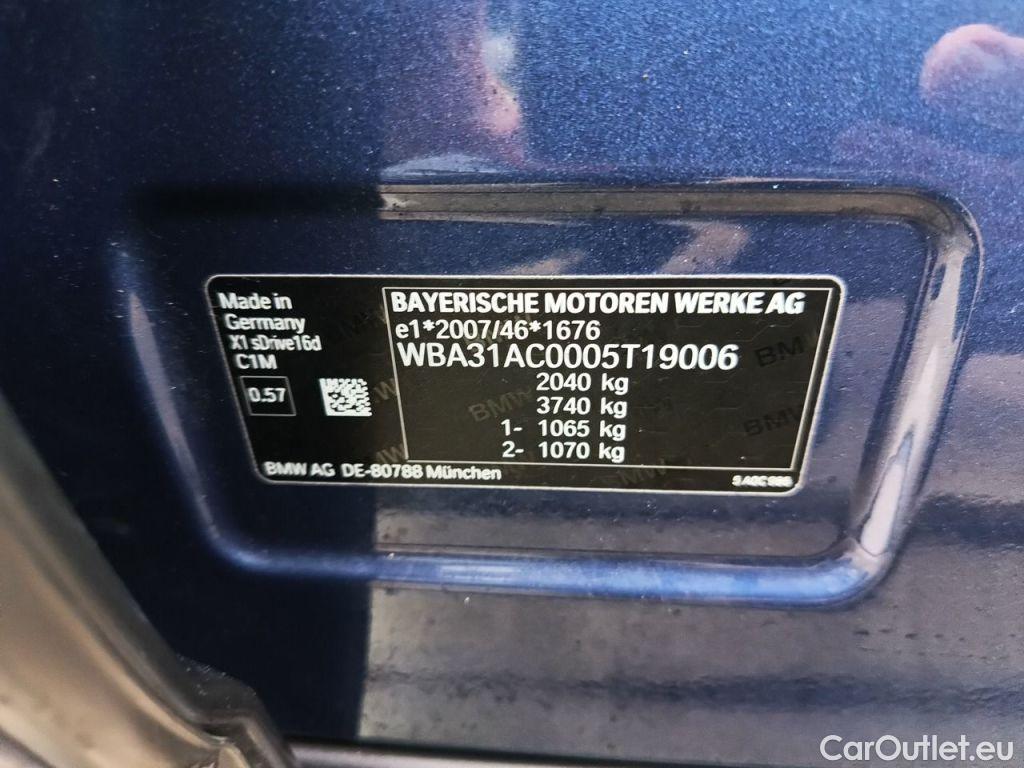 Made in
Germany
X1 sDrive16d
C1M
0.57
BMW AG DE-80788 München
BAYERISCHE MOTOREN WERKE AG
e1*2007/46*1676
WBA31AC0005T19006
2040 kg
3740 kg
1- 1065 kg
2- 1070 kg
CarOutlet.eu